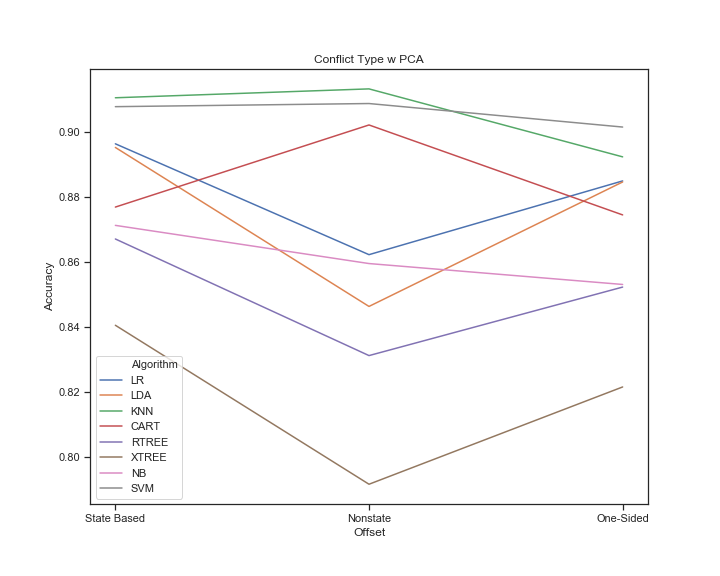 Conflict Type w PCA
Accuracy
0.90
0.88
0.86
0.84
0.82
0.80
Algorithm
LR
LDA
KNN
CART
RTREE
XTREE
NB
SVM
State Based
Nonstate
One-Sided
Offset